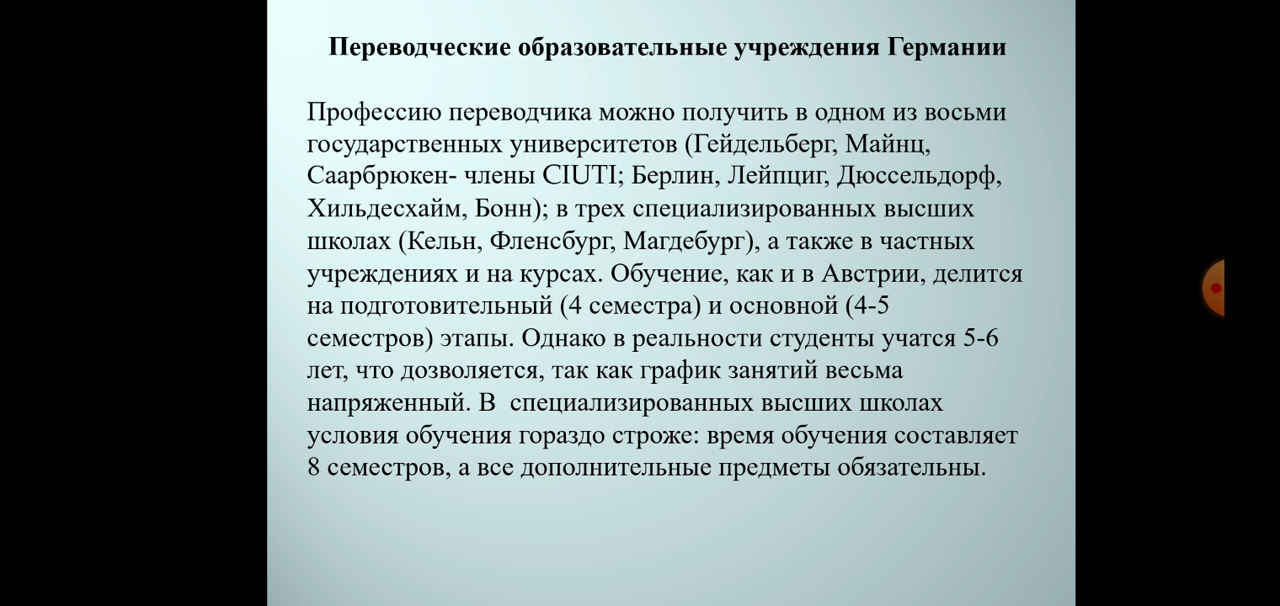 Переводческие образовательные учреждения Германии
Профессию переводчика можно получить в одном из восьми
государственных университетов (Гейдельберг, Майнц,
Саарбрюкен- члены CIUTI; Берлин, Лейпциг, Дюссельдорф,
Хильдесхайм, Бонн); в трех специализированных высших
школах (Кельн, Фленсбург, Магдебург), а также в частных
учреждениях и на курсах. Обучение, как и в Австрии, делится
на подготовительный (4 семестра) и основной (4-5
семестров) этапы. Однако в реальности студенты учатся 5-6
лет, что дозволяется, так как график занятий весьма
напряженный. В  специализированных высших школах
условия обучения гораздо строже: время обучения составляет
8 семестров, а все дополнительные предметы обязательны.